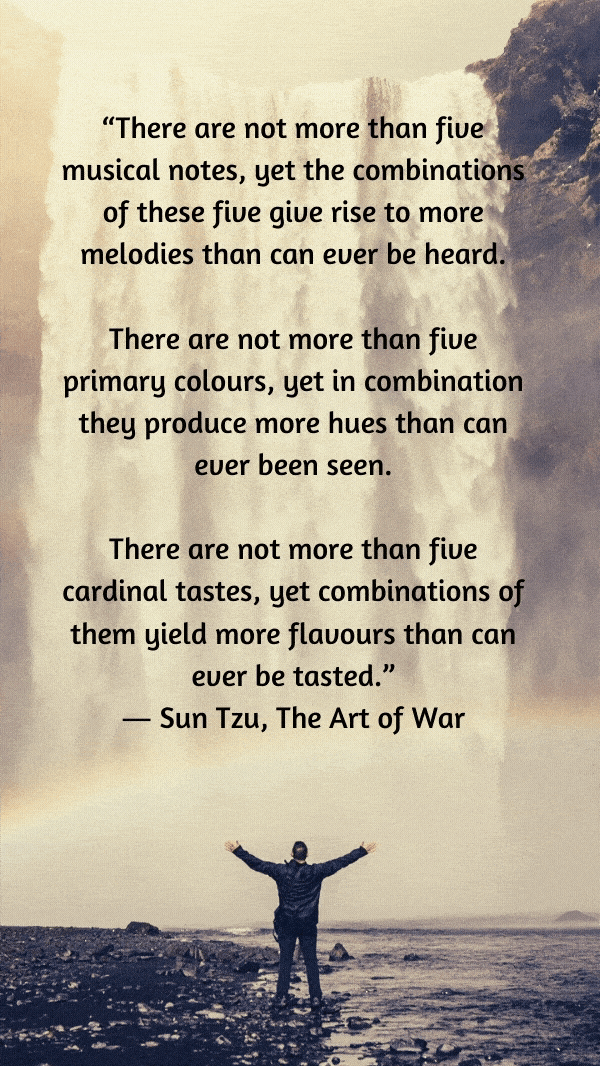 “There are not more than five
musical notes, yet the combinations
of these five give rise to more
melodies than can ever be heard.
There are not more than five
primary colours, yet in combination
they produce more hues than can
ever been seen.
There are not more than five
cardinal tastes, yet combinations of
them yield more flavours than can
ever be tasted.”
— Sun Tzu, The Art of War